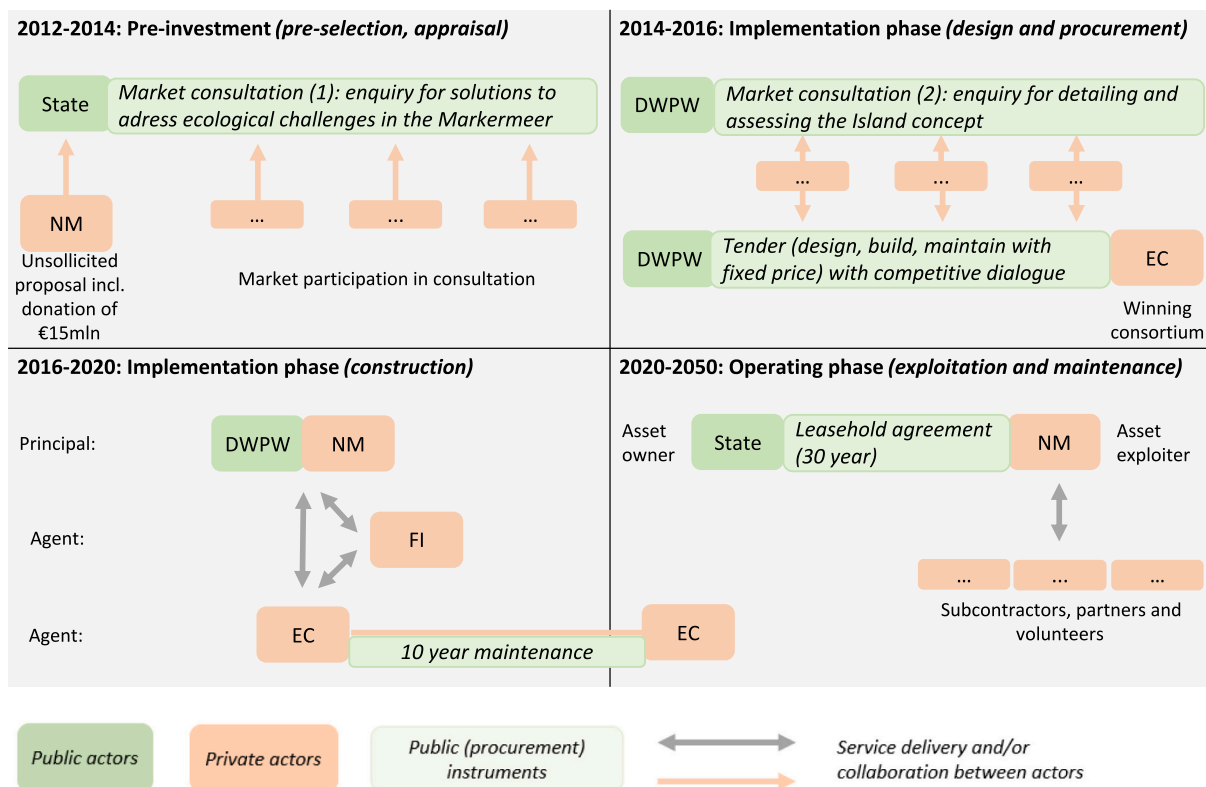 2012-2014: Pre-investment (pre-selection, appraisal)
State
Market consultation (1): enquiry for solutions to
adress ecological challenges in the Markermeer
NM
...
...
...
Unsollicited
proposal incl.
donation of
€15mln
Market participation in consultation
2014-2016: Implementation phase (design and procurement)
DWPW
Market consultation (2): enquiry for detailing and
assessing the Island concept
...
...
...
DWPW
Tender (design, build, maintain with
fixed price) with competitive dialogue
EC
Winning
consortium
2016-2020: Implementation phase (construction)
Principal:
DWPW
NM
Agent:
FI
Agent:
EC
10 year maintenance
EC
2020-2050: Operating phase (exploitation and maintenance)
Asset
owner
State
Leasehold agreement
(30 year)
NM
Asset
exploiter
...
...
...
Subcontractors, partners and
volunteers
Public actors
Private actors
Public (procurement)
instruments
Service delivery and/or
collaboration between actors